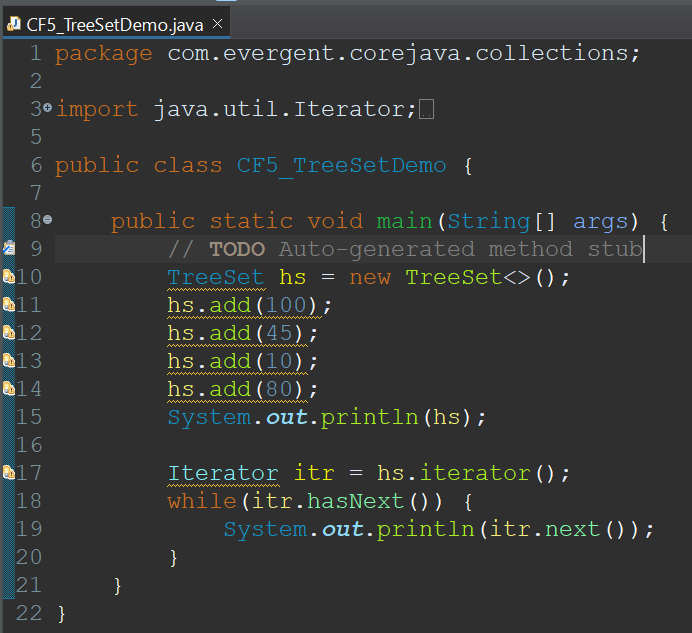 CF5_TreeSetDemo.java
1 package com.evergent.corejava.collections;
2
3 import java.util.Iterator;
5
6 public class CF5_TreeSetDemo {
7
8 public static void main(String[] args) {
9 // TODO Auto-generated method stub
10 TreeSet hs = new TreeSet<>();
11 hs.add(100);
12 hs.add(45);
13 hs.add(10);
14 hs.add(80);
15 System.out.println(hs);
16
17 Iterator itr = hs.iterator();
18 while(itr.hasNext()) {
19 System.out.println(itr.next());
20 }
21 }
22 }